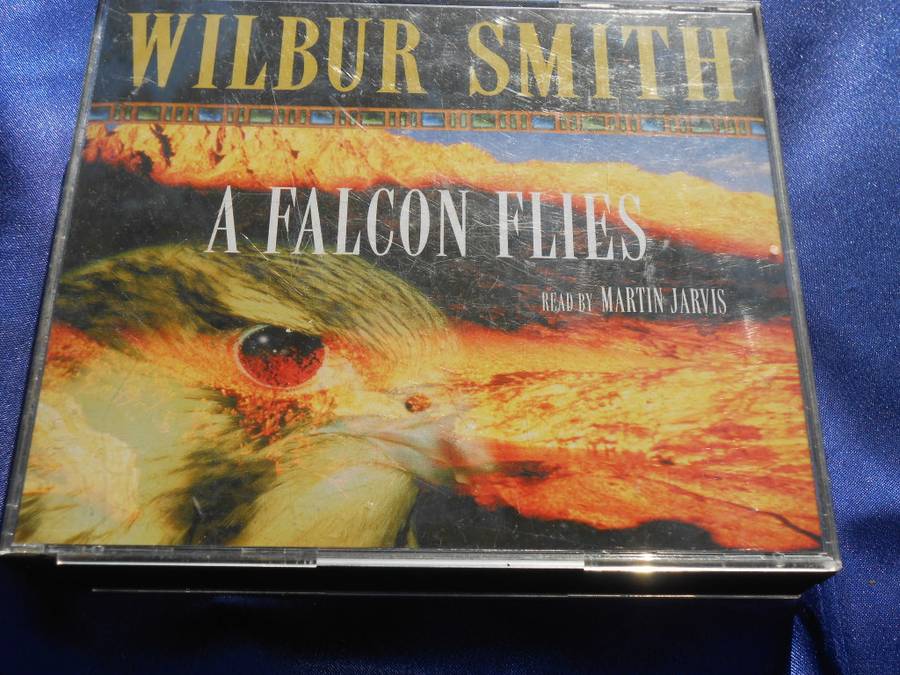 WILBUR SMITH
A FALCON FLIES
READ BY MARTIN JARVIS